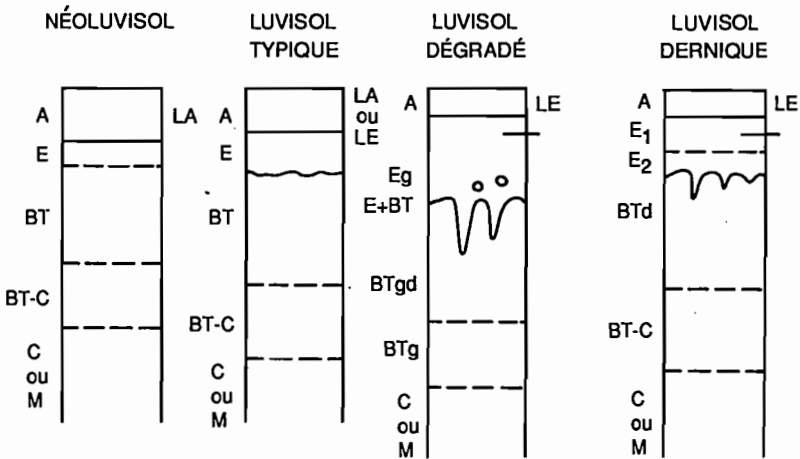 NÉOLUVISOL
A
LA
E
BT
BT-C
C
ou
M
LUVISOL
TYPIQUE
A
LA
ou
LE
E
BT
BT-C
C
ou
M
LUVISOL
DÉGRADÉ
A
LE
Eg
E+BT
BTgd
BTg
C
ou
M
LUVISOL
DERNIQUE
A
LE
E1
E2
BTd
BT-C
C
ou
M